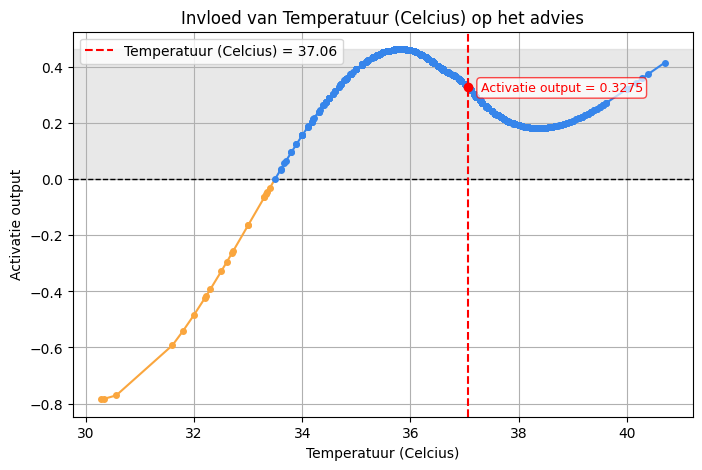 Invloed van Temperatuur (Celcius) op het advies
Temperatuur (Celcius) = 37.06
Activatie output = 0.3275
Activatie output
0.4
0.2
0.0
−0.2
−0.4
−0.6
−0.8
30
32
34
36
38
40
Temperatuur (Celcius)